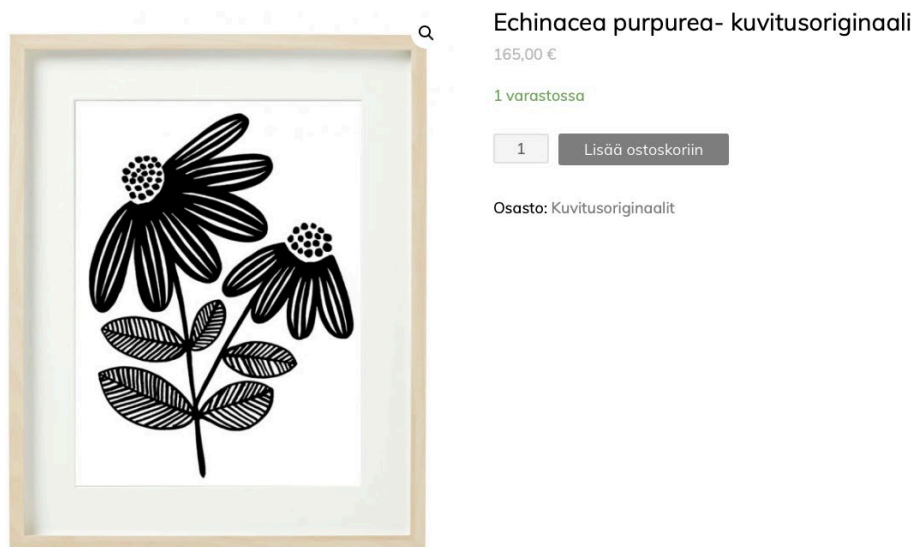 Echinacea purpurea- kuvitusoriginaali
165,00 €
1 varastossa
1
Lisää ostoskoriin
Osasto: Kuvitusoriginaalit